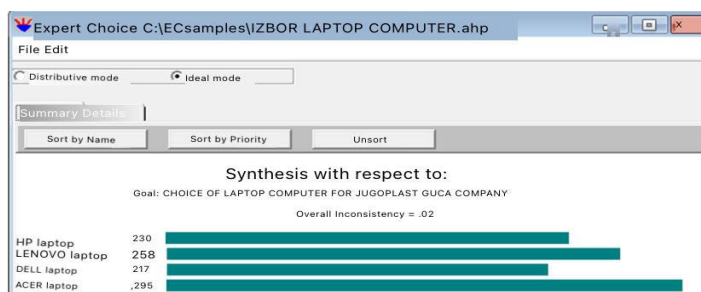 Expert Choice C:\ECsamples\IZBOR LAPTOP COMPUTER.ahp
File Edit
Distributive mode Ideal mode
Summary Details
Sort by Name Sort by Priority Unsort
Synthesis with respect to:
Goal: CHOICE OF LAPTOP COMPUTER FOR JUGOPLAST GUCA COMPANY
Overall Inconsistency = .02
HP laptop 230
LENOVO laptop 258
DELL laptop 217
ACER laptop ,295